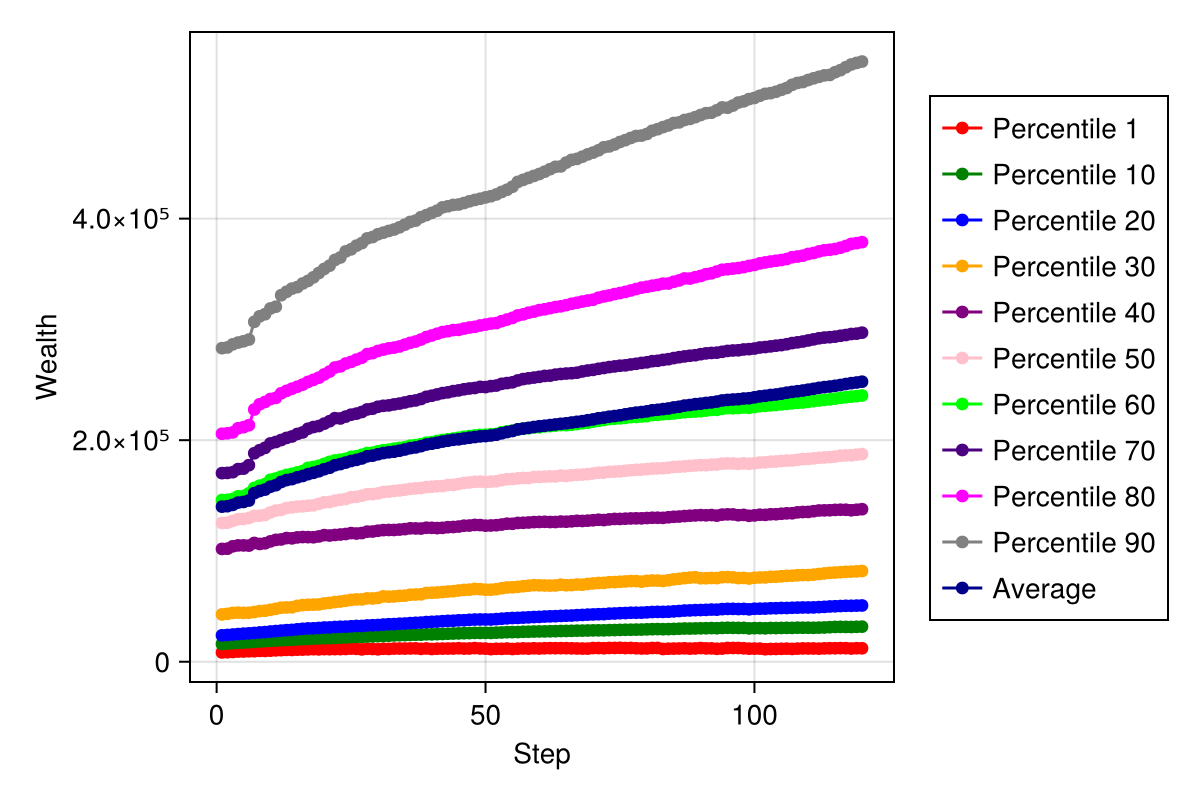 4.0×10⁵
2.0×10⁵
0
Wealth
0 50 100
Step
Percentile 1
Percentile 10
Percentile 20
Percentile 30
Percentile 40
Percentile 50
Percentile 60
Percentile 70
Percentile 80
Percentile 90
Average